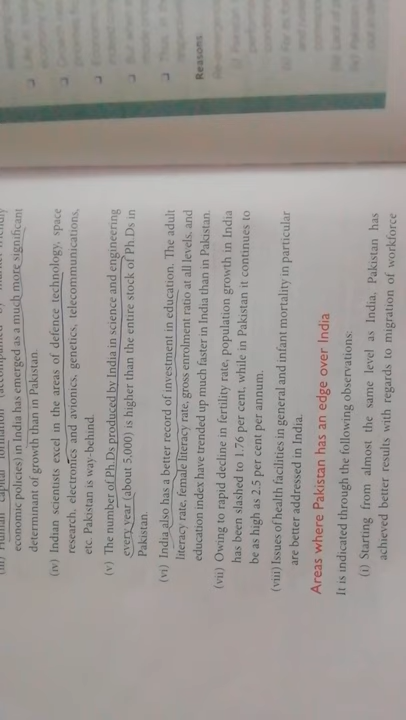 economic policies) in India has emerged as a much more significant
determinant of growth than in Pakistan.
(iv) Indian scientists excel in the areas of defence technology, space
research, electronics and avionics, genetics, telecommunications,
etc. Pakistan is way-behind.
(v) The number of Ph.Ds produced by India in science and engineering
every year (about 5,000) is higher than the entire stock of Ph.Ds in
Pakistan.
(vi) India also has a better record of investment in education. The adult
literacy rate, female literacy rate, gross enrolment ratio at all levels, and
education index have trended up much faster in India than in Pakistan.
(vii) Owing to rapid decline in fertility rate, population growth in India
has been slashed to 1.76 per cent, while in Pakistan it continues to
be as high as 2.5 per cent per annum.
(viii) Issues of health facilities in general and infant mortality in particular
are better addressed in India.
Areas where Pakistan has an edge over India
It is indicated through the following observations:
(i) Starting from almost the same level as India, Pakistan has
achieved better results with regards to migration of workforce
Reasons